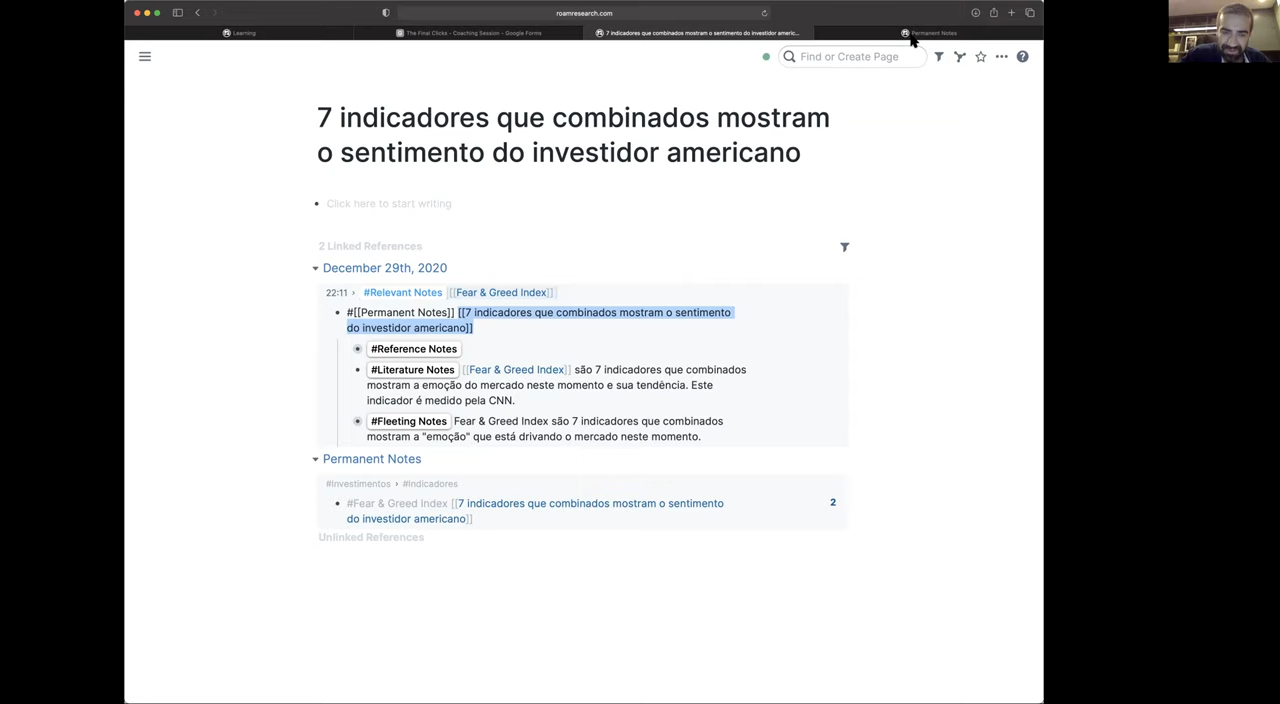 roamresearch.com
Learning
The Final Clicks - Coaching Session - Google Forms
7 indicadores que combinados mostram o sentimento do investidor americ...
Permanent Notes
Find or Create Page
7 indicadores que combinados mostram
o sentimento do investidor americano
Click here to start writing
2 Linked References
December 29th, 2020
22:11 › #Relevant Notes [[Fear & Greed Index]]
#[[Permanent Notes]] [[7 indicadores que combinados mostram o sentimento
do investidor americano]]
#Reference Notes
#Literature Notes [[Fear & Greed Index]] são 7 indicadores que combinados
mostram a emoção do mercado neste momento e sua tendência. Este
indicador é medido pela CNN.
#Fleeting Notes Fear & Greed Index são 7 indicadores que combinados
mostram a "emoção" que está drivando o mercado neste momento.
Permanent Notes
#Investimentos › #Indicadores
#Fear & Greed Index [[7 indicadores que combinados mostram o sentimento
do investidor americano]]
2
Unlinked References